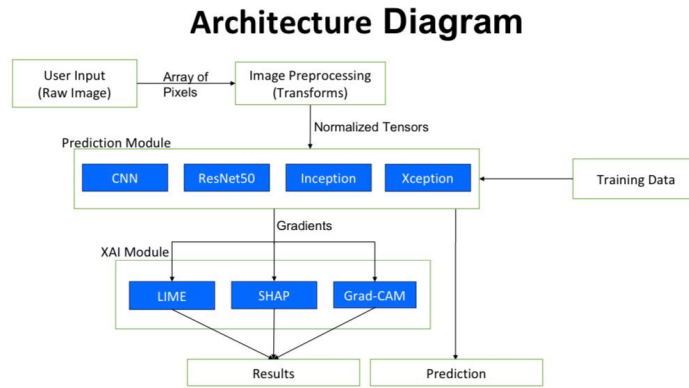 Architecture Diagram
User Input
(Raw Image)
Array of
Pixels
Image Preprocessing
(Transforms)
Normalized Tensors
Prediction Module
CNN
ResNet50
Inception
Xception
Training Data
Gradients
XAI Module
LIME
SHAP
Grad-CAM
Results
Prediction